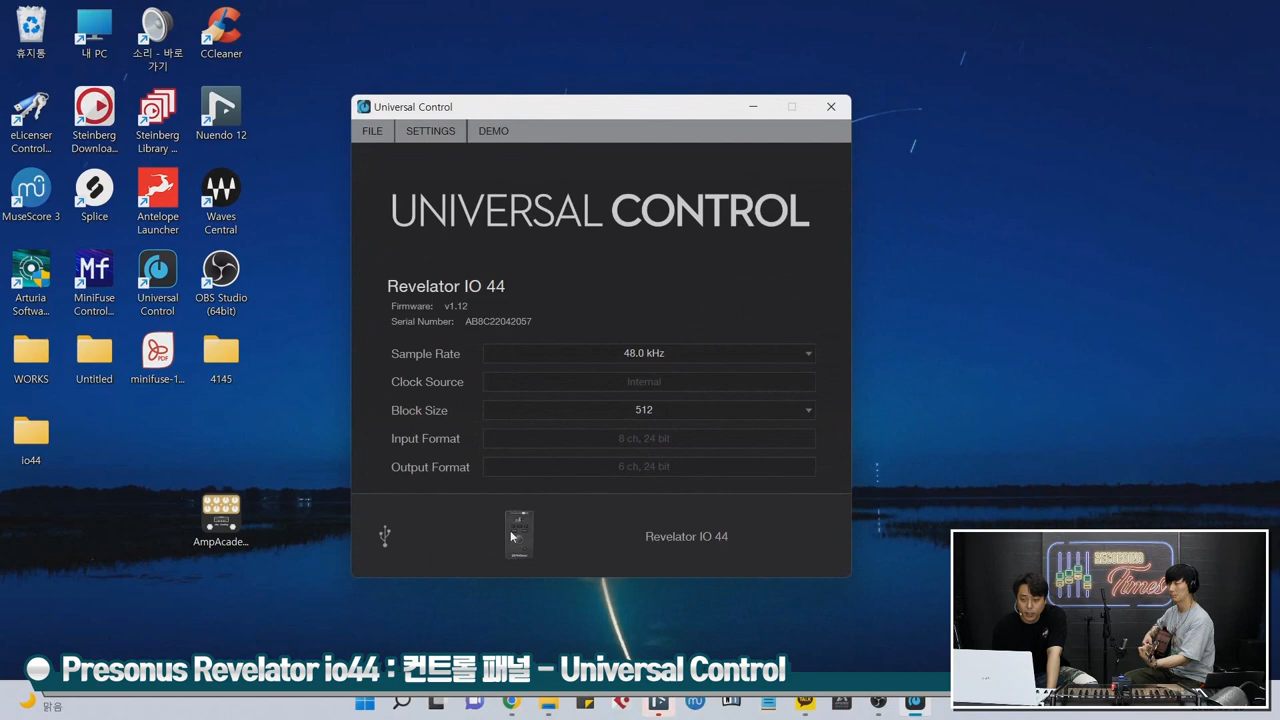 휴지통
내 PC
소리 - 바로
가기
CCleaner
eLicenser
Control...
Steinberg
Downloa...
Steinberg
Library ...
Nuendo 12
MuseScore 3
Splice
Antelope
Launcher
Waves
Central
Arturia
Softwa...
MiniFuse
Control...
Universal
Control
OBS Studio
(64bit)
WORKS
Untitled
minifuse-1...
4145
io44
AmpAcade...
Universal Control
FILE
SETTINGS
DEMO
UNIVERSAL CONTROL
Revelator IO 44
Firmware: v1.12
Serial Number: AB8C22042057
Sample Rate 48.0 kHz
Clock Source Internal
Block Size 512
Input Format 8 ch, 24 bit
Output Format 6 ch, 24 bit
Revelator IO 44
RECORDING
Times
Presonus Revelator io44 : 컨트롤 패널 - Universal Control
맑음